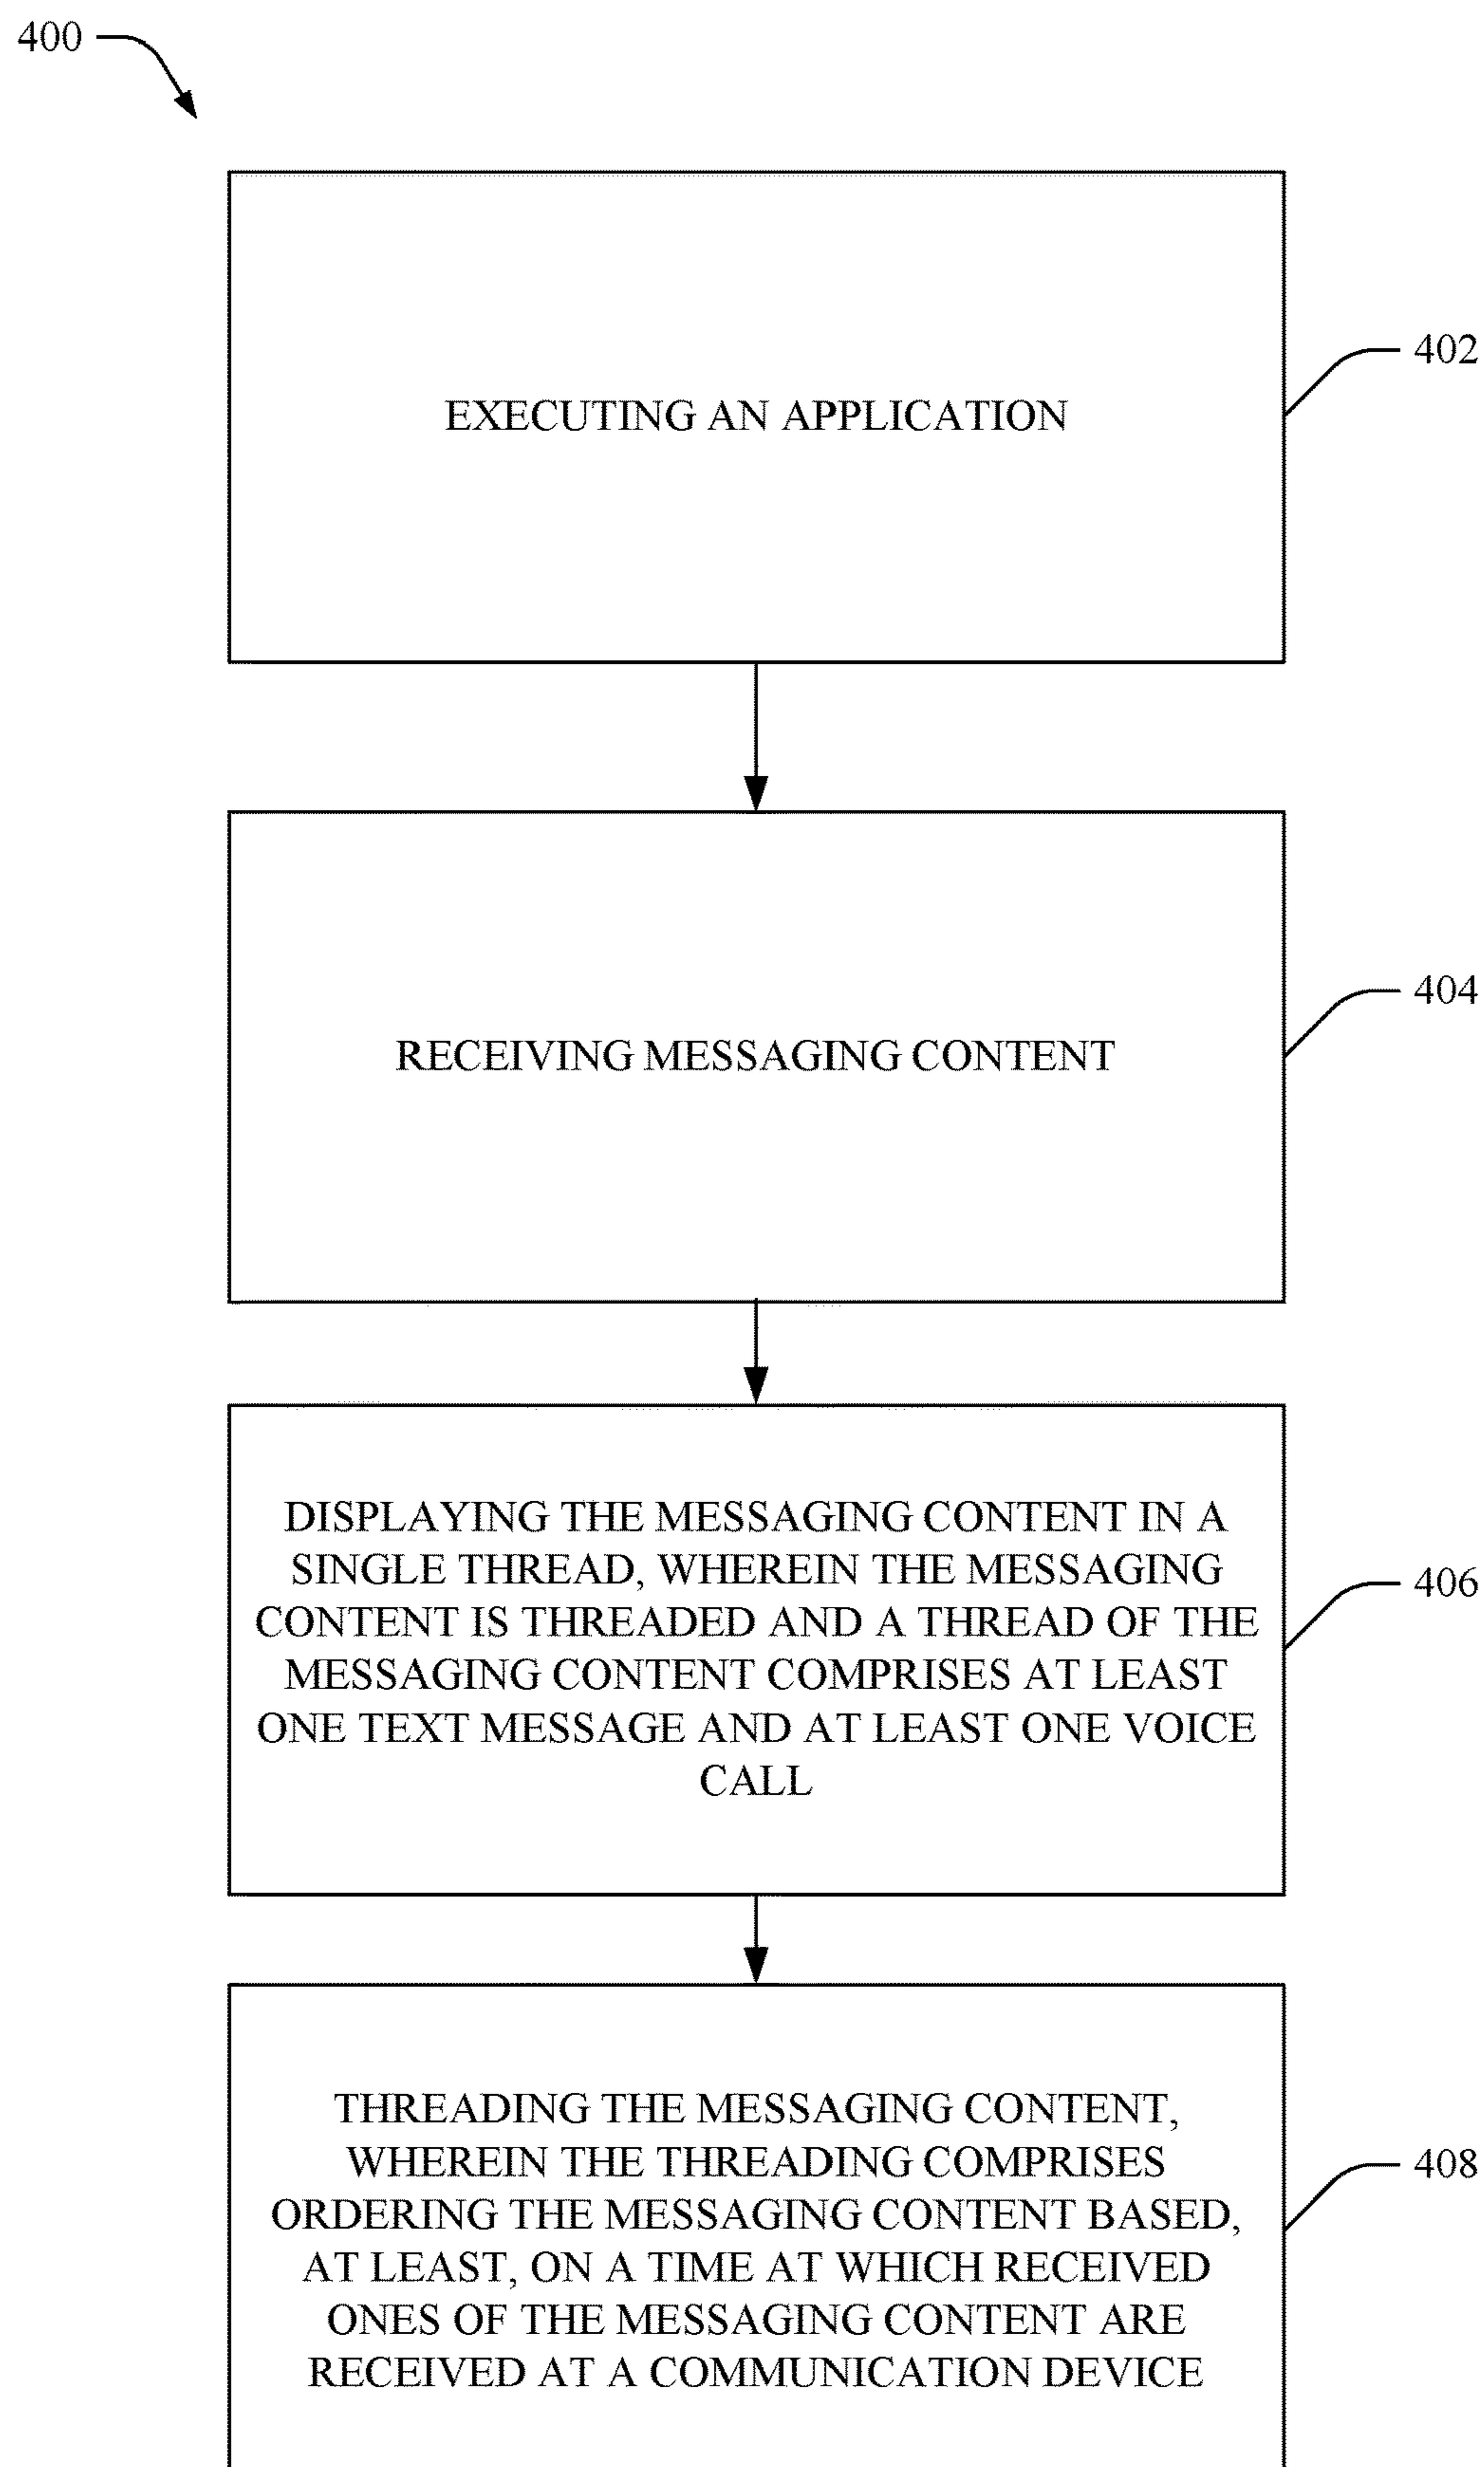 400
EXECUTING AN APPLICATION
402
RECEIVING MESSAGING CONTENT
404
DISPLAYING THE MESSAGING CONTENT IN A
SINGLE THREAD, WHEREIN THE MESSAGING
CONTENT IS THREADED AND A THREAD OF THE
MESSAGING CONTENT COMPRISES AT LEAST
ONE TEXT MESSAGE AND AT LEAST ONE VOICE
CALL
406
THREADING THE MESSAGING CONTENT,
WHEREIN THE THREADING COMPRISES
ORDERING THE MESSAGING CONTENT BASED,
AT LEAST, ON A TIME AT WHICH RECEIVED
ONES OF THE MESSAGING CONTENT ARE
RECEIVED AT A COMMUNICATION DEVICE
408